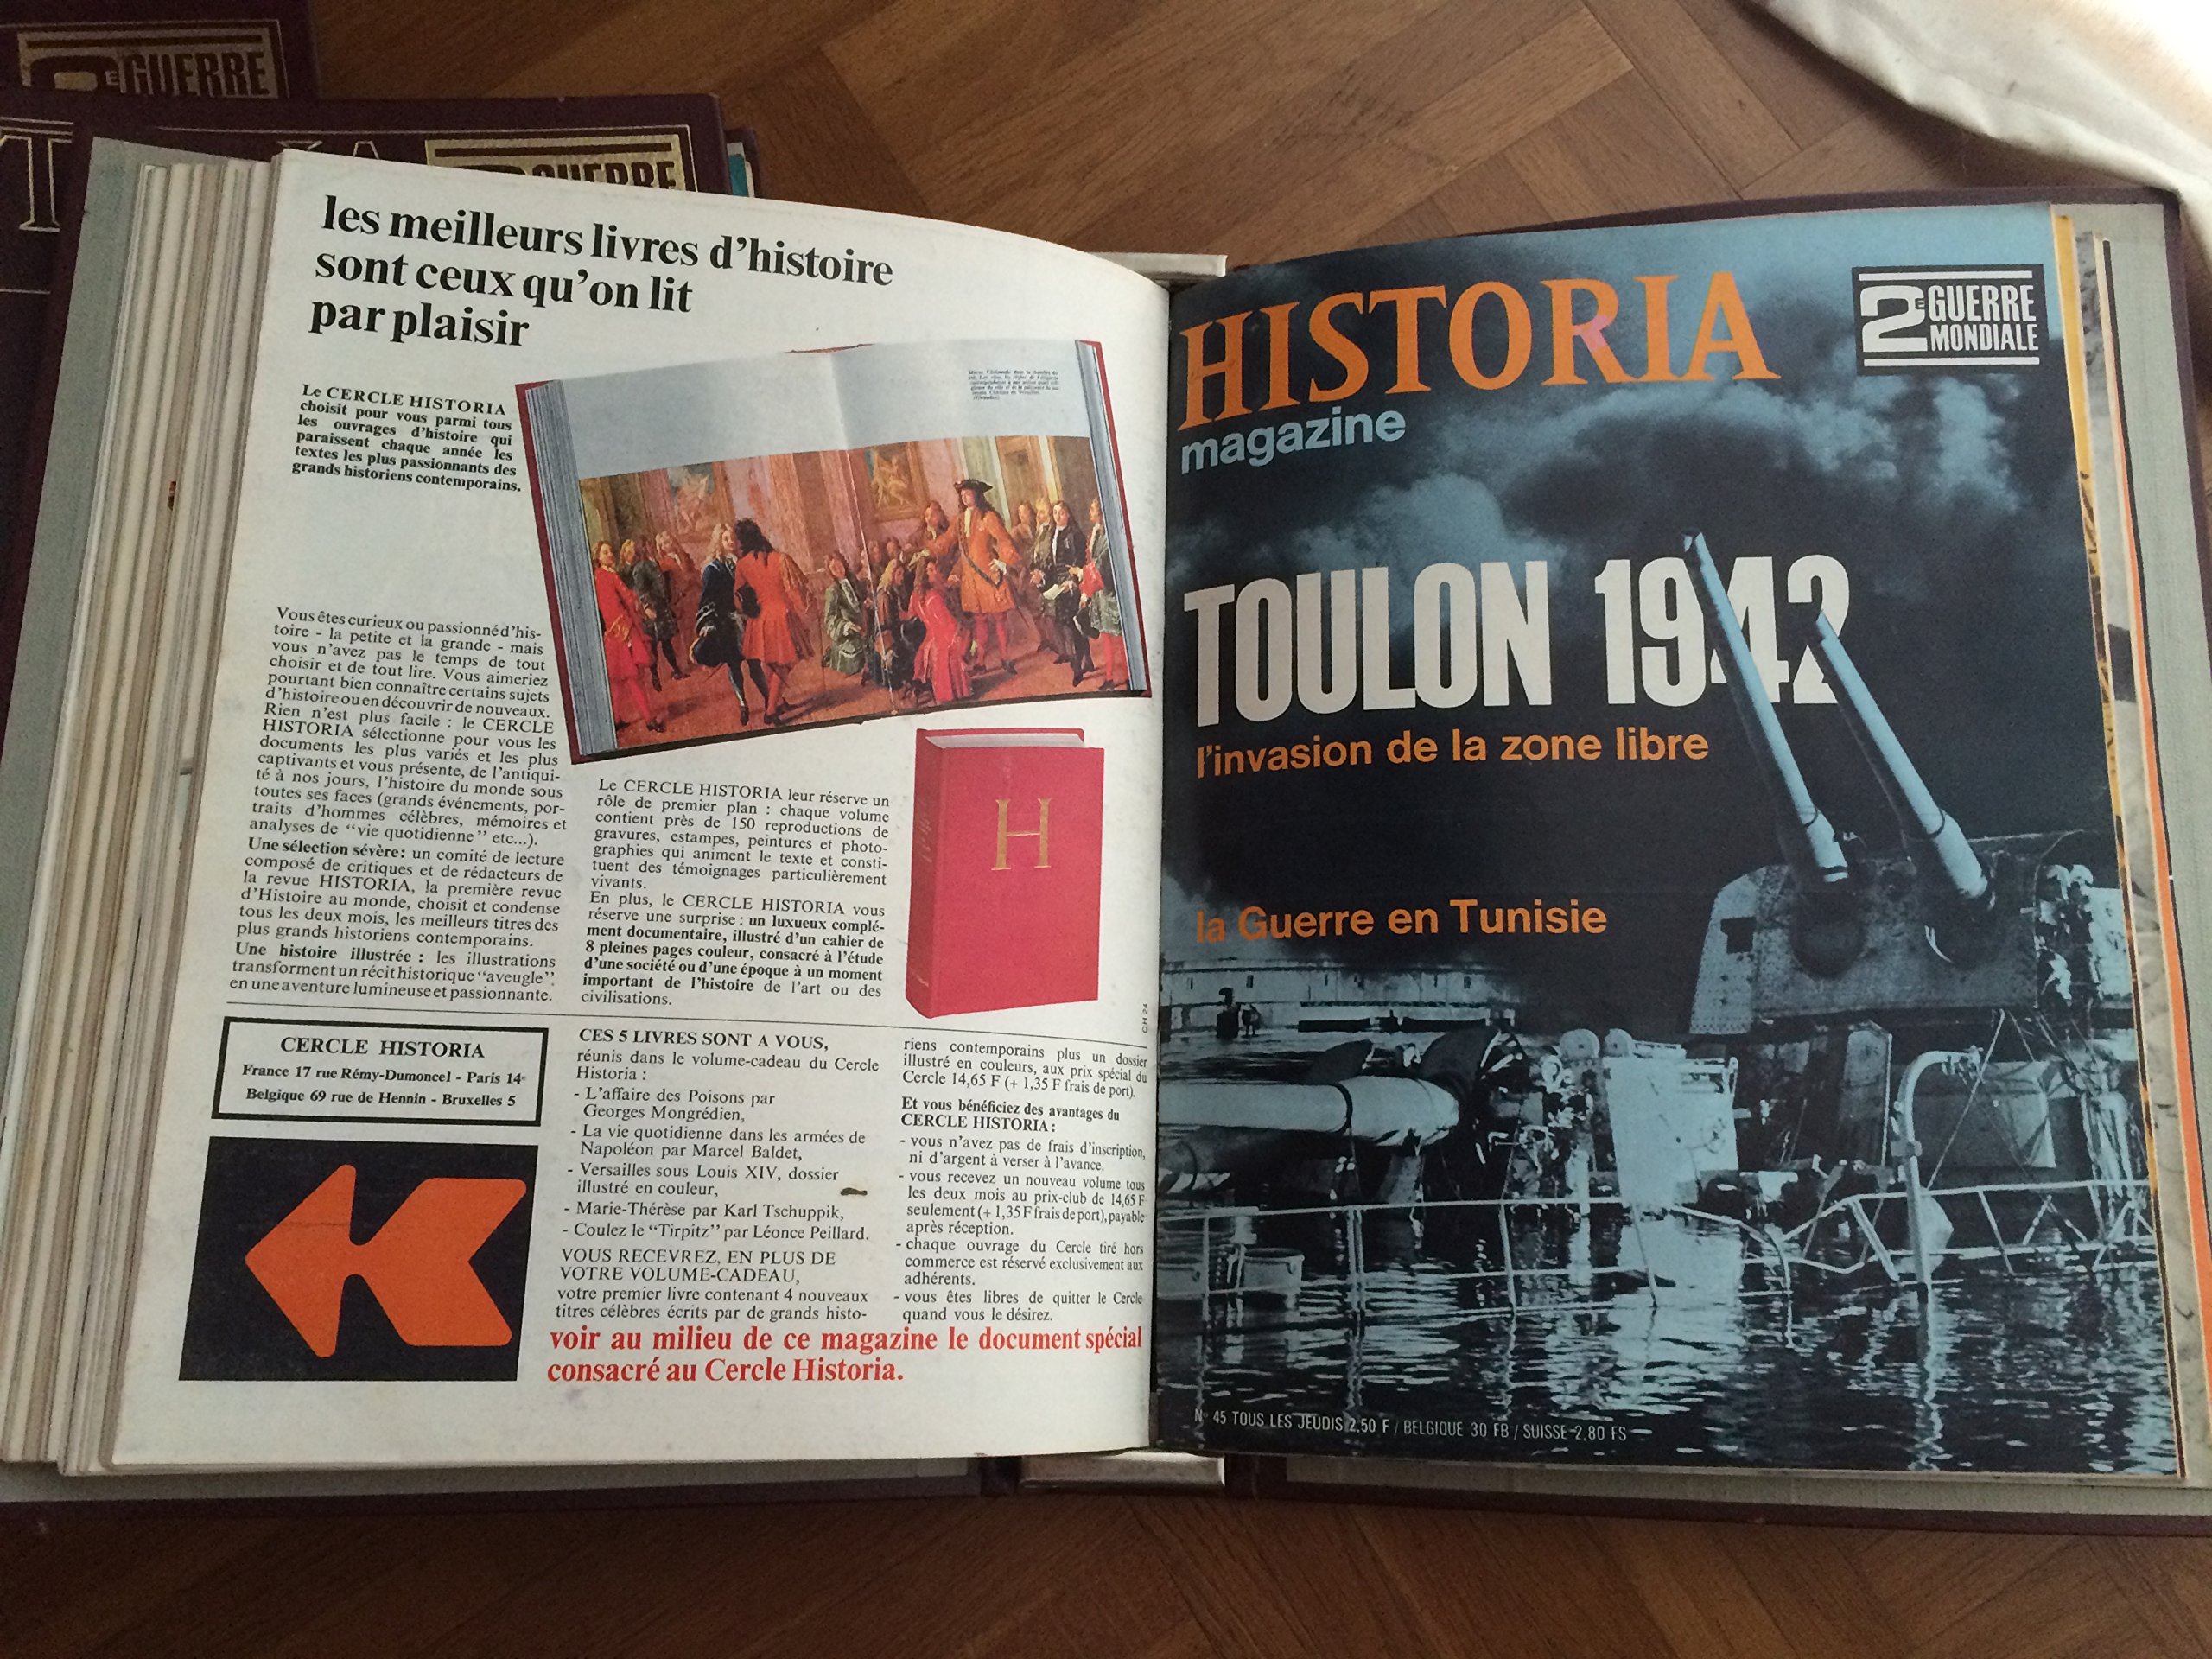 2E GUERRE
GUERRE
les meilleurs livres d'histoire
sont ceux qu'on lit
par plaisir
Le CERCLE HISTORIA
choisit pour vous parmi tous
les ouvrages d'histoire qui
paraissent chaque année les
textes les plus passionnants des
grands historiens contemporains.
Vous êtes curieux ou passionné d'his-
toire - la petite et la grande - mais
vous n'avez pas le temps de tout
choisir et de tout lire. Vous aimeriez
pourtant bien connaître certains sujets
d'histoire ou en découvrir de nouveaux.
Rien n'est plus facile : le CERCLE
HISTORIA sélectionne pour vous les
documents les plus variés et les plus
captivants et vous présente, de l'antiqui-
té à nos jours, l'histoire du monde sous
toutes ses faces (grands événements, por-
traits d'hommes célèbres, mémoires et
analyses de "vie quotidienne" etc...).
Une sélection sévère: un comité de lecture
composé de critiques et de rédacteurs de
la revue HISTORIA, la première revue
d'Histoire au monde, choisit et condense
tous les deux mois, les meilleurs titres des
plus grands historiens contemporains.
Une histoire illustrée : les illustrations
transforment un récit historique "aveugle".
en une aventure lumineuse et passionnante.
Le CERCLE HISTORIA leur réserve un
rôle de premier plan : chaque volume
contient près de 150 reproductions de
gravures, estampes, peintures et photo-
graphies qui animent le texte et consti-
tuent des témoignages particulièrement
vivants.
En plus, le CERCLE HISTORIA vous
réserve une surprise : un luxueux complé-
ment documentaire, illustré d'un cahier de
8 pleines pages couleur, consacré à l'étude
d'une société ou d'une époque à un moment
important de l'histoire de l'art ou des
civilisations.
H
CH 24
CERCLE HISTORIA
France 17 rue Rémy-Dumoncel - Paris 14e
Belgique 69 rue de Hennin - Bruxelles 5
CES 5 LIVRES SONT A VOUS,
réunis dans le volume-cadeau du Cercle
Historia :
- L'affaire des Poisons par
Georges Mongrédien,
- La vie quotidienne dans les armées de
Napoléon par Marcel Baldet,
- Versailles sous Louis XIV, dossier
illustré en couleur,
- Marie-Thérèse par Karl Tschuppik,
- Coulez le "Tirpitz" par Léonce Peillard.
VOUS RECEVREZ, EN PLUS DE
VOTRE VOLUME-CADEAU,
votre premier livre contenant 4 nouveaux
titres célèbres écrits par de grands histo-
riens contemporains plus un dossier
illustré en couleurs, aux prix spécial du
Cercle 14,65 F (+ 1,35 F frais de port).
Et vous bénéficiez des avantages du
CERCLE HISTORIA :
- vous n'avez pas de frais d'inscription,
ni d'argent à verser à l'avance.
- vous recevez un nouveau volume tous
les deux mois au prix-club de 14,65 F
seulement (+ 1,35 F frais de port), payable
après réception.
- chaque ouvrage du Cercle tiré hors
commerce est réservé exclusivement aux
adhérents.
- vous êtes libres de quitter le Cercle
quand vous le désirez.
voir au milieu de ce magazine le document spécial
consacré au Cercle Historia.
HISTORIA
magazine
2E GUERRE
MONDIALE
TOULON 1942
l'invasion de la zone libre
la Guerre en Tunisie
N° 45 TOUS LES JEUDIS 2,50 F / BELGIQUE 30 FB / SUISSE 2,80 FS